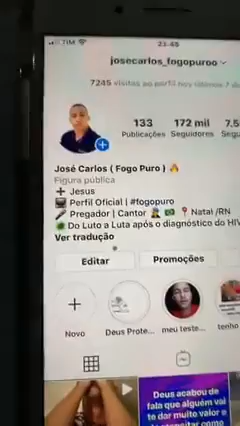 TIM
23:45
josecarlos_fogopuroo
7245 visitas ao perfil nos últimos 7 d
133 172 mil 7.5
Publicações Seguidores Segu
José Carlos ( Fogo Puro ) 🔥
Figura pública
Jesus
Perfil Oficial | #fogopuro
Pregador | Cantor Natal /RN
Do Luto a Luta após o diagnóstico do HIV
Ver tradução
Editar Promoções
Novo Deus Prote... meu teste... tenho
Deus acabou de
fala que alguém vai
te dar muito valor e